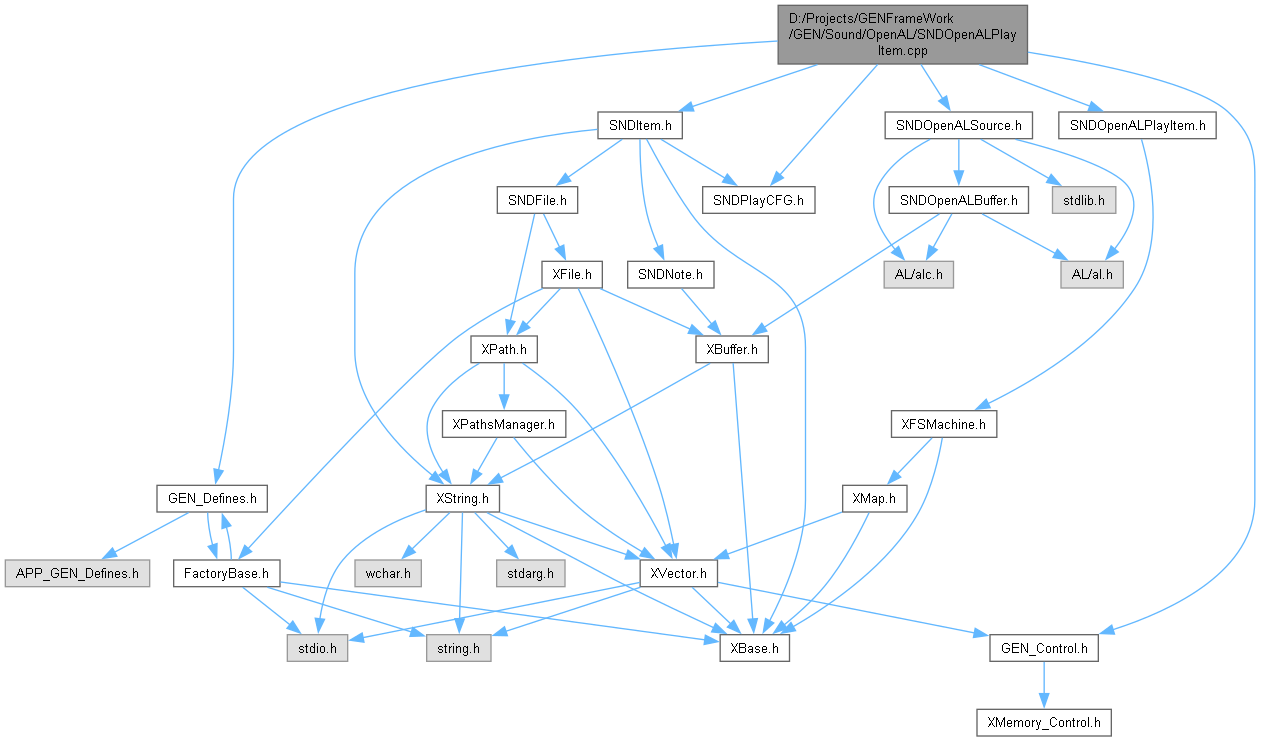 D:/Projects/GENFrameWork
/GEN/Sound/OpenAL/SNDOpenALPlay
Item.cpp
SNDItem.h
SNDOpenALSource.h
SNDOpenALPlayItem.h
SNDFile.h
SNDPlayCFG.h
SNDOpenALBuffer.h
stdlib.h
XFile.h
SNDNote.h
AL/alc.h
AL/al.h
XPath.h
XBuffer.h
XPathsManager.h
XFSMachine.h
GEN_Defines.h
XString.h
XMap.h
APP_GEN_Defines.h
FactoryBase.h
wchar.h
stdarg.h
XVector.h
stdio.h
string.h
XBase.h
GEN_Control.h
XMemory_Control.h